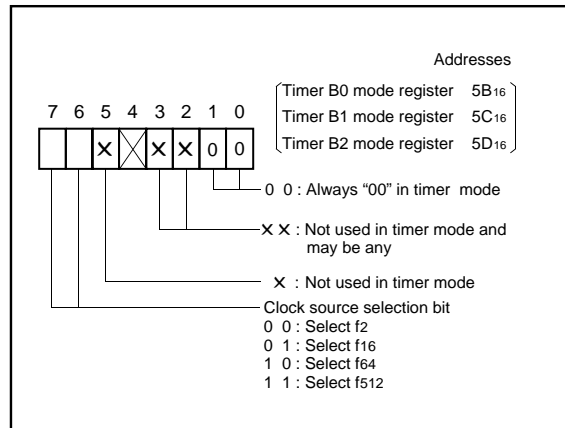 Addresses
Timer B0 mode register 5B16
Timer B1 mode register 5C16
Timer B2 mode register 5D16
7 6 5 4 3 2 1 0
× × × 0 0
0 0 : Always “00” in timer mode
×× : Not used in timer mode and
may be any
× : Not used in timer mode
Clock source selection bit
0 0 : Select f2
0 1 : Select f16
1 0 : Select f64
1 1 : Select f512